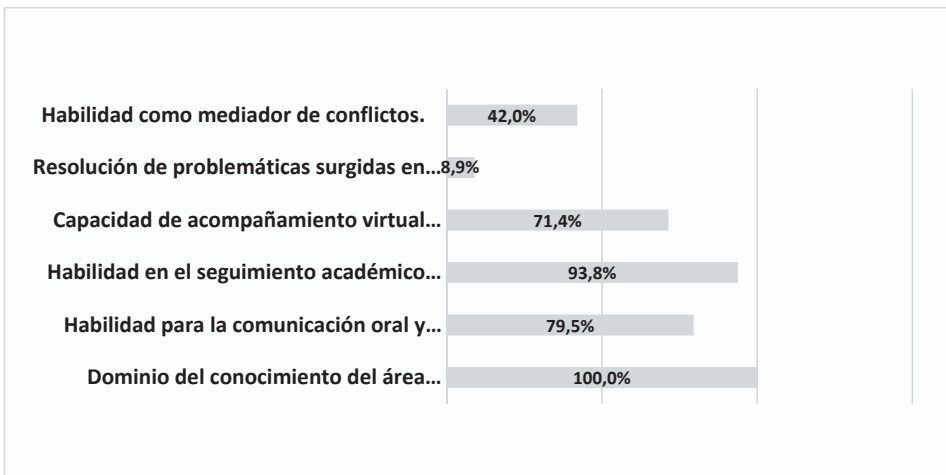 Habilidad como mediador de conflictos.
42,0%
Resolución de problemáticas surgidas en...
8,9%
Capacidad de acompañamiento virtual...
71,4%
Habilidad en el seguimiento académico...
93,8%
Habilidad para la comunicación oral y...
79,5%
Dominio del conocimiento del área...
100,0%